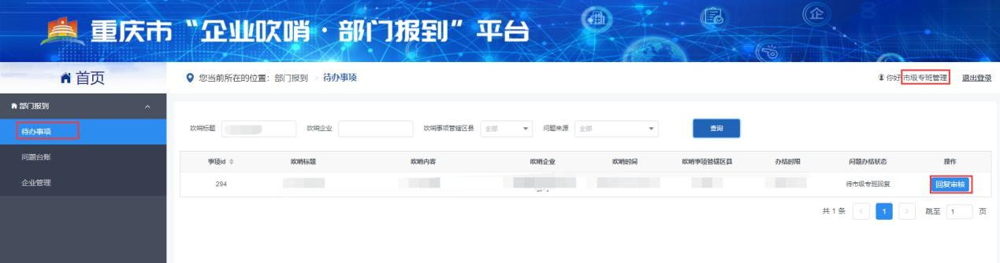 重庆市“企业吹哨·部门报到”平台
企
首页
您当前所在的位置: 部门报到 > 待办事项
你好 市级专班管理
退出登录
部门报到
待办事项
问题台账
企业管理
吹哨标题
吹哨企业
吹哨事项管辖区县 全部
问题来源 全部
查询
事项id 吹哨标题 吹哨内容 吹哨企业 吹哨时间 吹哨事项管辖区县 办结时限 问题办结状态 操作
294 待市级专班回复 回复审核
共 1 条 < 1 > 跳至 1 页